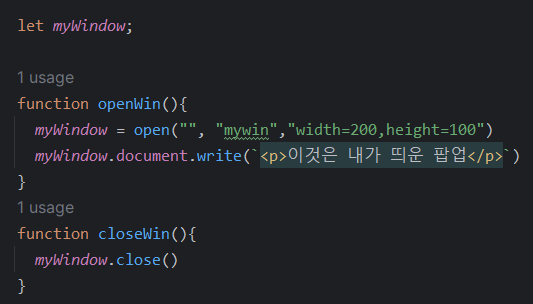 let myWindow;
1 usage
function openWin(){
myWindow = open("", "mywin","width=200,height=100")
myWindow.document.write(`<p>이것은 내가 띄운 팝업</p>`)
}
1 usage
function closeWin(){
myWindow.close()
}